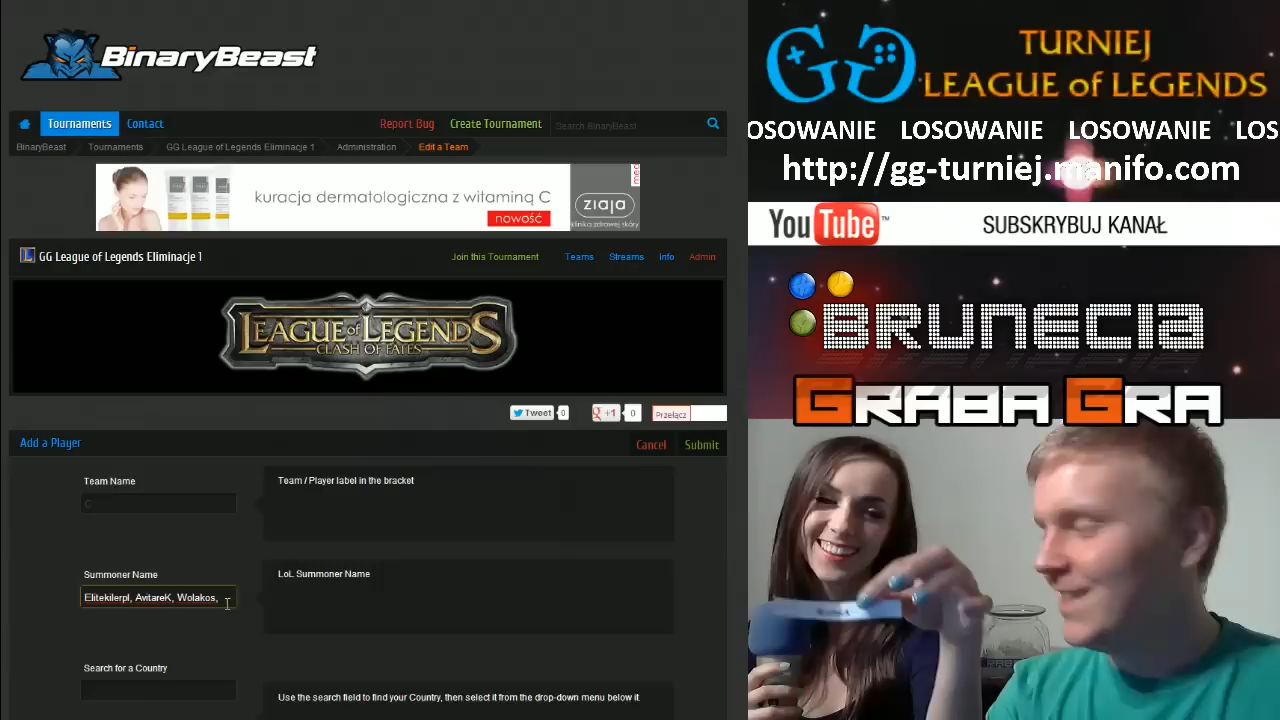 BinaryBeast
Tournaments Contact Report Bug Create Tournament Search BinaryBeast
BinaryBeast Tournaments GG League of Legends Eliminacje 1 Administration Edit a Team
kuracja dermatologiczna z witaminą C
nowość
ziaja
med
GG League of Legends Eliminacje 1 Join this Tournament Teams Streams Info Admin
LEAGUE of LEGENDS
CLASH OF FATES
Tweet 0 +1 0 Przełącz
Add a Player Cancel Submit
Team Name Team / Player label in the bracket
C
Summoner Name LoL Summoner Name
Elitekilerpl, AvitareK, Wolakos,
Search for a Country
Use the search field to find your Country, then select it from the drop-down menu below it.
GG
TURNIEJ
LEAGUE of LEGENDS
OSOWANIE LOSOWANIE LOSOWANIE LOS
http://gg-turniej.manifo.com
YouTube SUBSKRYBUJ KANAŁ
BRUNECIA
GRABA GRA